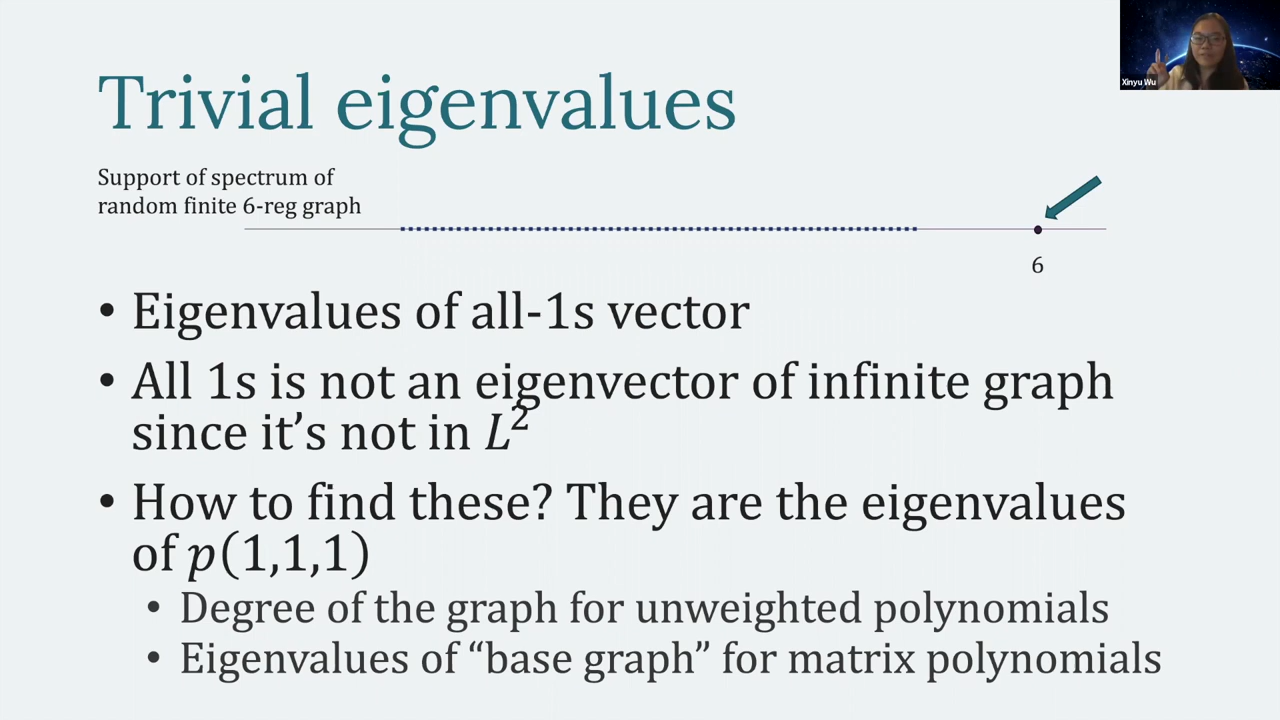 Xinyu Wu
Trivial eigenvalues
Support of spectrum of
random finite 6-reg graph
6
• Eigenvalues of all-1s vector
• All 1s is not an eigenvector of infinite graph
since it’s not in L²
• How to find these? They are the eigenvalues
of p(1,1,1)
• Degree of the graph for unweighted polynomials
• Eigenvalues of “base graph” for matrix polynomials